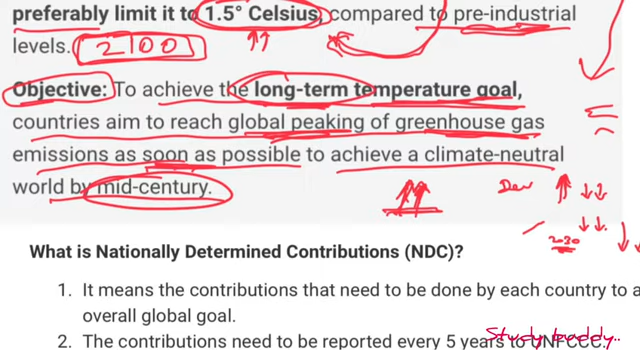 preferably limit it to 1.5° Celsius, compared to pre-industrial
levels. 2100
Objective: To achieve the long-term temperature goal,
countries aim to reach global peaking of greenhouse gas
emissions as soon as possible to achieve a climate-neutral
world by mid-century.
Dev
2020
What is Nationally Determined Contributions (NDC)?
1. It means the contributions that need to be done by each country to a
overall global goal.
2. The contributions need to be reported every 5 years to UNFCCC.
Study buddy..